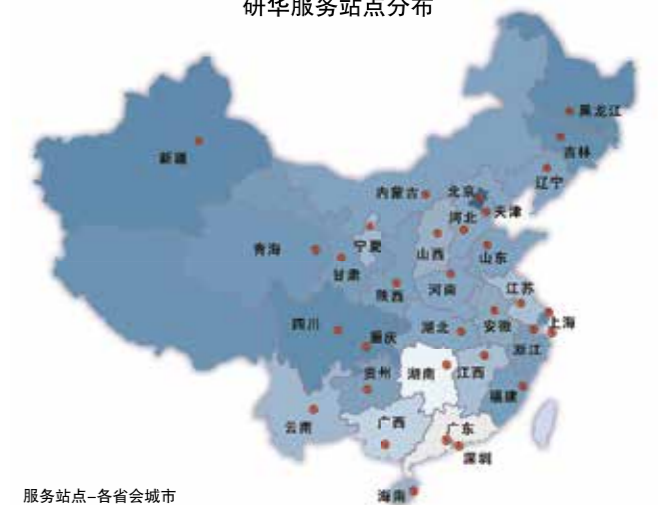 研华服务站点分布
黑龙江
吉林
新疆
辽宁
内蒙古
北京
天津
河北
宁夏
青海
山西
山东
甘肃
陕西
河南
江苏
四川
湖北
安徽
上海
重庆
浙江
贵州
湖南
江西
福建
云南
广西
广东
深圳
海南
服务站点-各省会城市